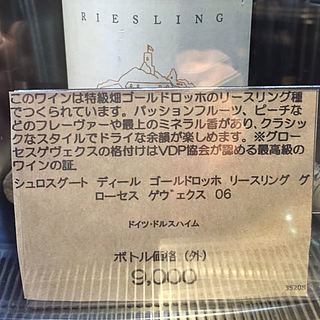 RIESLING
このワインは特級畑ゴールドロッホのリースリング種
でつくられています。パッションフルーツ、ピーチな
どのフレーヴァーや最上のミネラル香があり、クラシッ
クなスタイルでドライな余韻が楽しめます。※グロー
セスゲヴェクスの格付けはVDP協会が認める最高級の
ワインの証。
シュロスグート ディール ゴールドロッホ リースリング グ
ローセス ゲヴェクス 06
ドイツ・ドルスハイム
ボトル価格（外）
9,000
35205